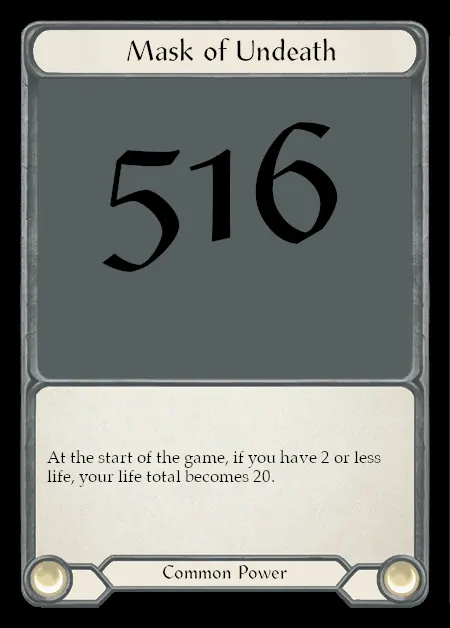 Mask of Undeath
516
At the start of the game, if you have 2 or less
life, your life total becomes 20.
Common Power